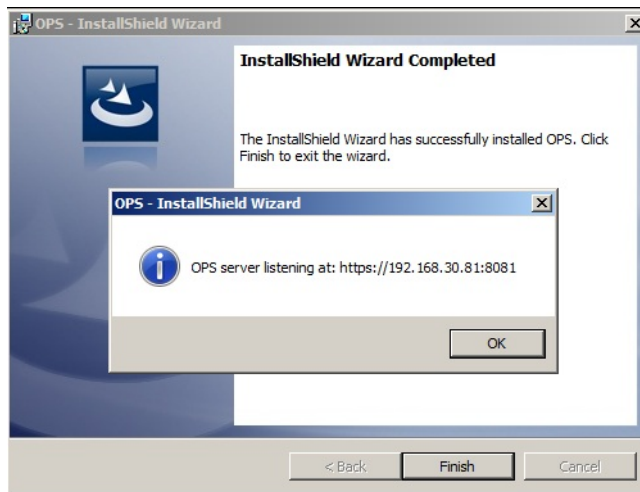 OPS - InstallShield Wizard
InstallShield Wizard Completed
The InstallShield Wizard has successfully installed OPS. Click
Finish to exit the wizard.
OPS - InstallShield Wizard
OPS server listening at: https://192.168.30.81:8081
OK
< Back
Finish
Cancel